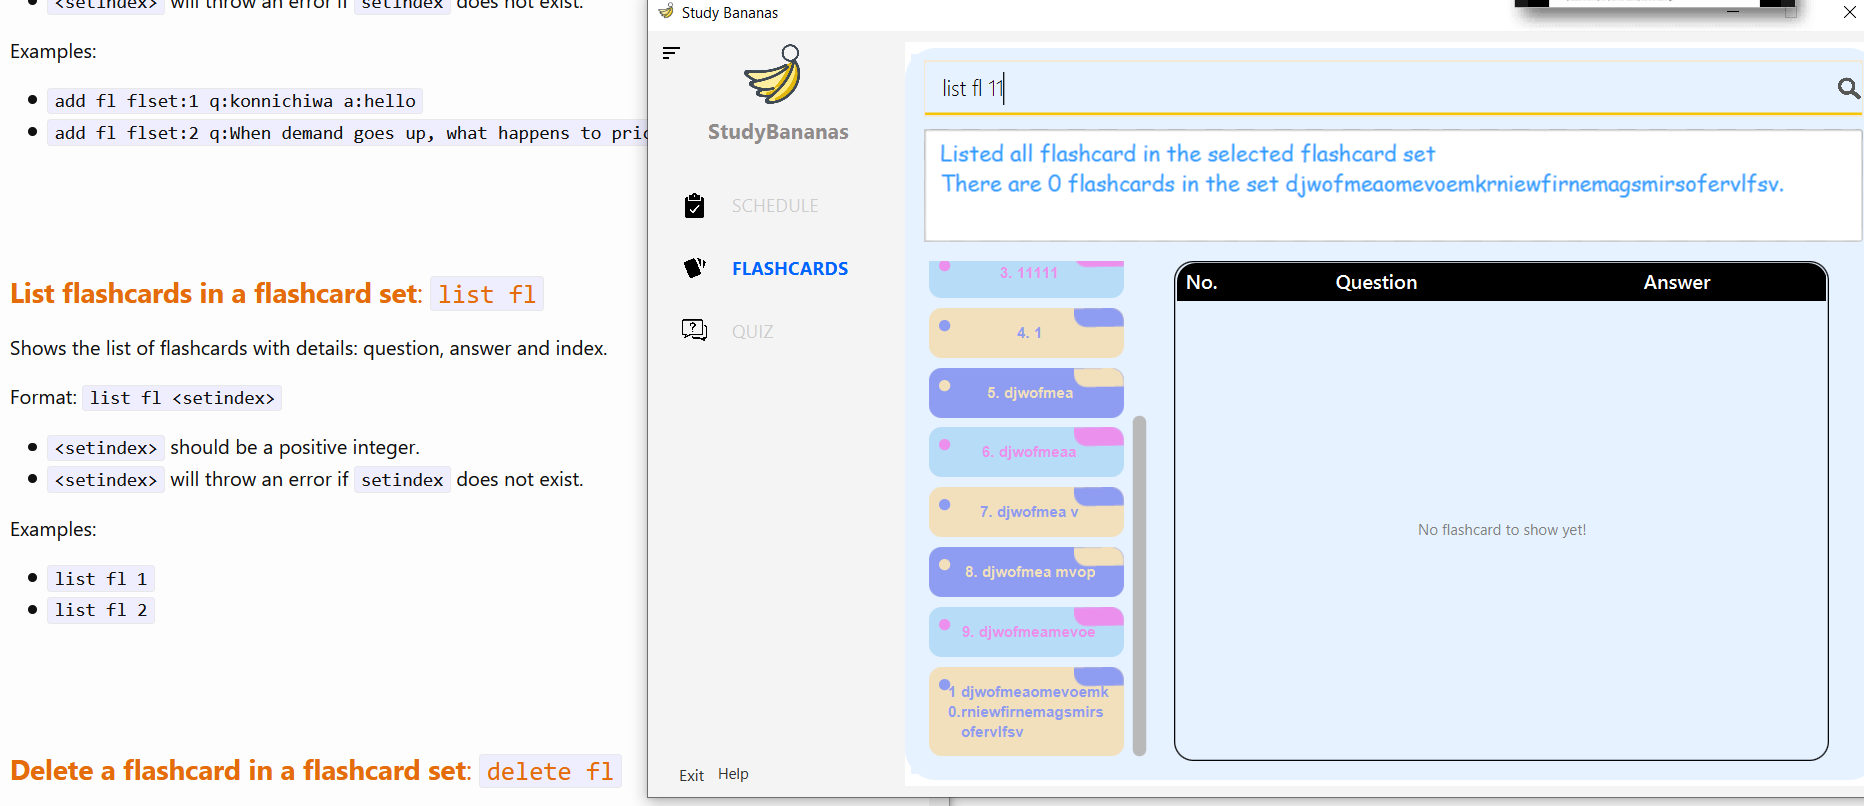 <setindex> will throw an error if setindex does not exist.
Examples:
add fl flset:1 q:konnichiwa a:hello
add fl flset:2 q:When demand goes up, what happens to pric
List flashcards in a flashcard set: list fl
Shows the list of flashcards with details: question, answer and index.
Format: list fl <setindex>
<setindex> should be a positive integer.
<setindex> will throw an error if setindex does not exist.
Examples:
list fl 1
list fl 2
Delete a flashcard in a flashcard set: delete fl
Study Bananas
StudyBananas
SCHEDULE
FLASHCARDS
QUIZ
Exit Help
list fl 11
Listed all flashcard in the selected flashcard set
There are 0 flashcards in the set djwofmeaomevoemkrniewfirnemagsmirsofervlfsv.
3. 11111
4. 1
5. djwofmea
6. djwofmeaa
7. djwofmea v
8. djwofmea mvop
9. djwofmeamevoe
1 djwofmeaomevoemk
0.rniewfirnemagsmirs
ofervlfsv
No. Question Answer
No flashcard to show yet!